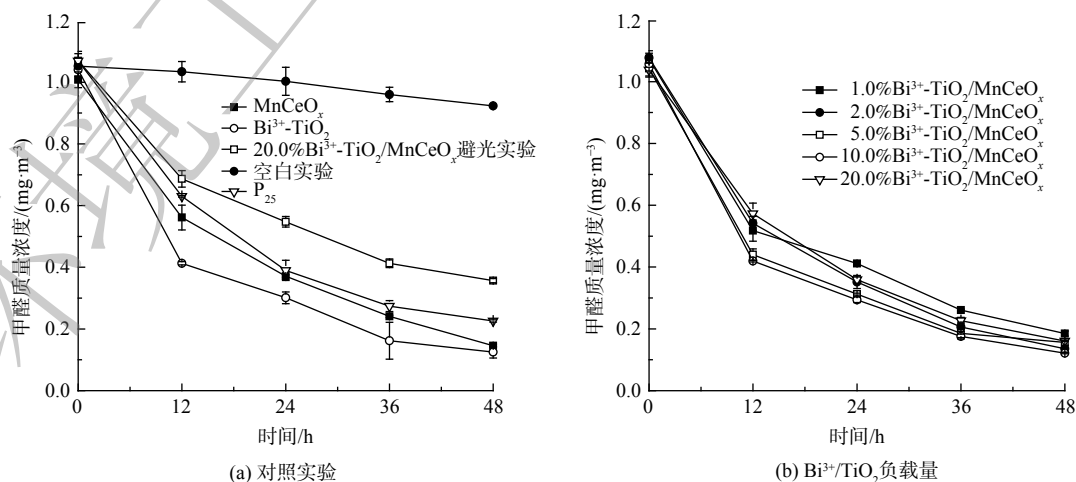 1.2
1.0
0.8
0.6
0.4
0.2
0.0
甲醛质量浓度/(mg·m⁻³)
0 12 24 36 48
时间/h
MnCeOₓ
Bi³⁺-TiO₂
20.0%Bi³⁺-TiO₂/MnCeOₓ避光实验
空白实验
P₂₅
(a) 对照实验
1.2
1.0
0.8
0.6
0.4
0.2
0.0
甲醛质量浓度/(mg·m⁻³)
0 12 24 36 48
时间/h
1.0%Bi³⁺-TiO₂/MnCeOₓ
2.0%Bi³⁺-TiO₂/MnCeOₓ
5.0%Bi³⁺-TiO₂/MnCeOₓ
10.0%Bi³⁺-TiO₂/MnCeOₓ
20.0%Bi³⁺-TiO₂/MnCeOₓ
(b) Bi³⁺/TiO₂负载量